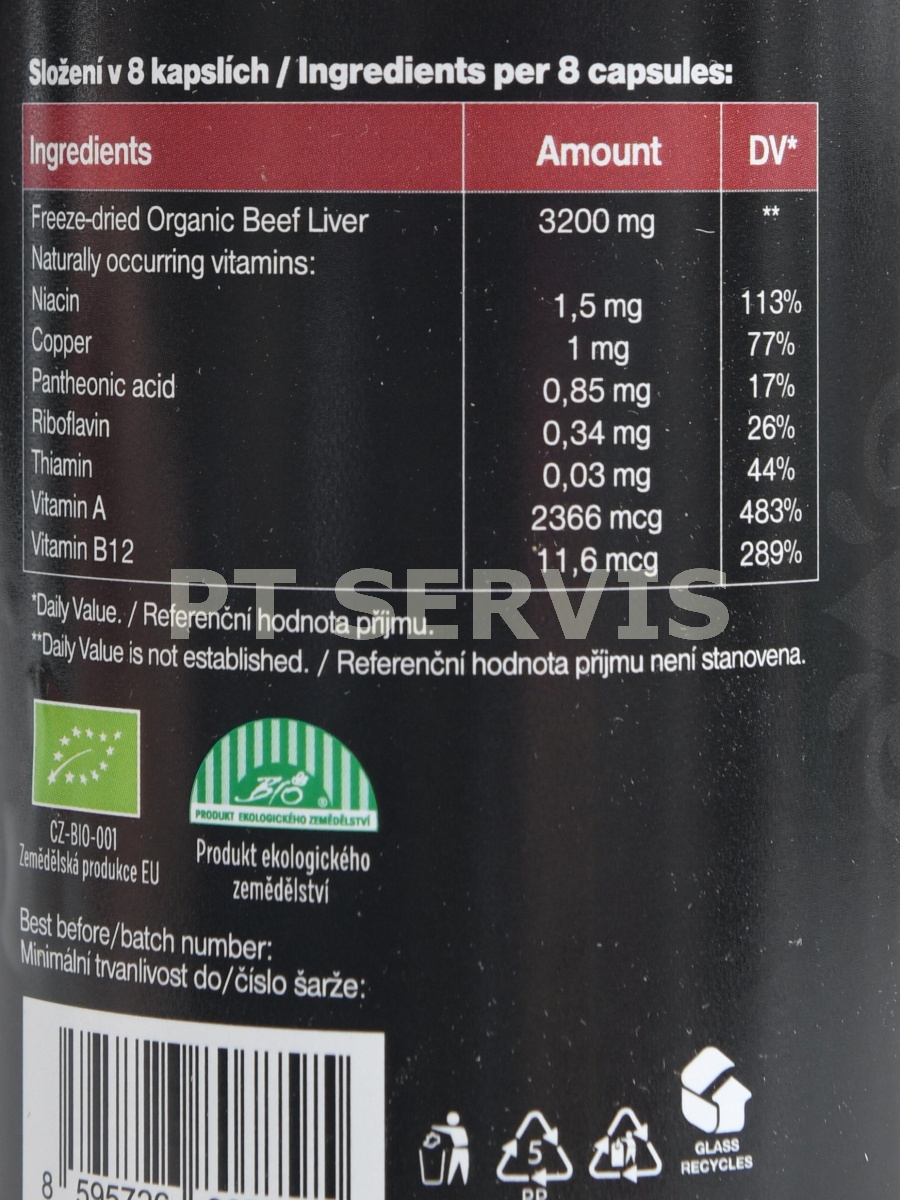 Složení v 8 kapslích / Ingredients per 8 capsules:
Ingredients Amount DV*
Freeze-dried Organic Beef Liver 3200 mg **
Naturally occurring vitamins:
Niacin 1,5 mg 113%
Copper 1 mg 77%
Pantheonic acid 0,85 mg 17%
Riboflavin 0,34 mg 26%
Thiamin 0,03 mg 44%
Vitamin A 2366 mcg 483%
Vitamin B12 11,6 mcg 289%
PT SERVIS
*Daily Value. / Referenční hodnota příjmu.
**Daily Value is not established. / Referenční hodnota příjmu není stanovena.
BIO ®
PRODUKT EKOLOGICKÉHO ZEMĚDĚLSTVÍ
CZ-BIO-001
Zemědělská produkce EU
Produkt ekologického
zemědělství
Best before/batch number:
Minimální trvanlivost do/číslo šarže:
5
PP
GLASS
RECYCLES
8 595720